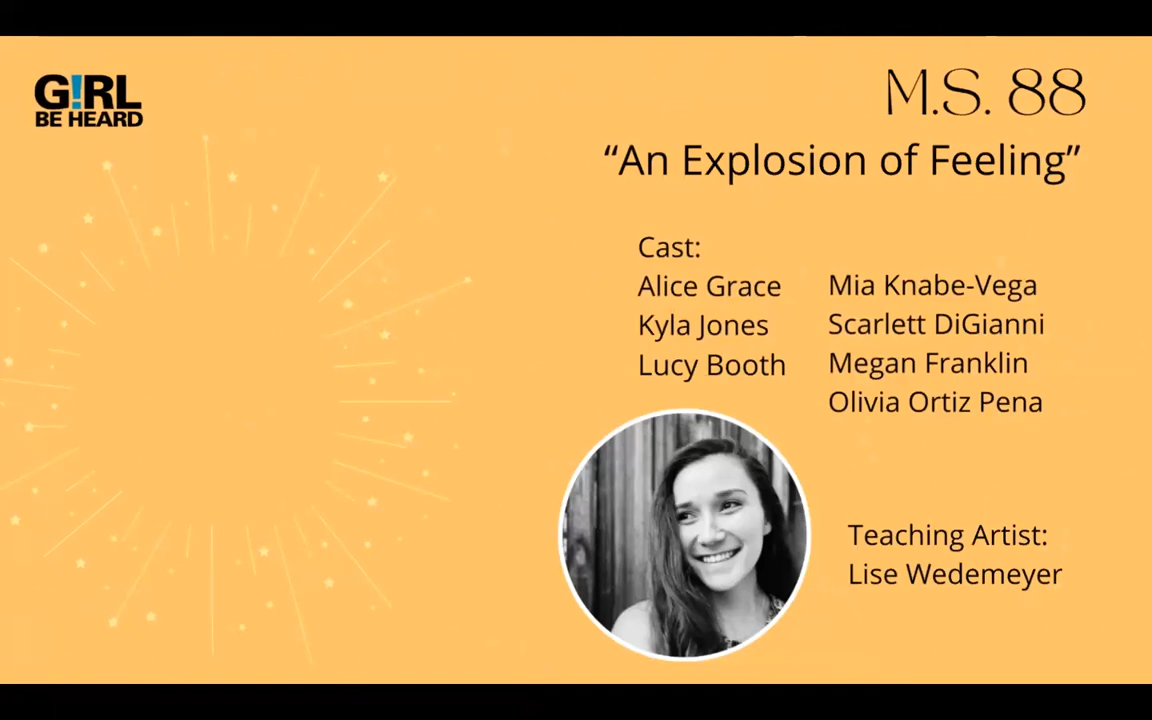 G!RL
BE HEARD
M.S. 88
“An Explosion of Feeling”
Cast:
Alice Grace
Kyla Jones
Lucy Booth
Mia Knabe-Vega
Scarlett DiGianni
Megan Franklin
Olivia Ortiz Pena
Teaching Artist:
Lise Wedemeyer